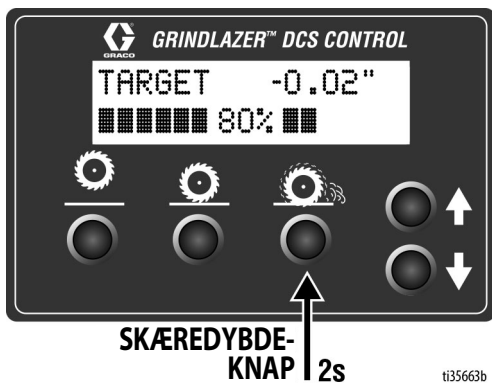 GRACO
GRINDLAZER™ DCS CONTROL
TARGET -0.02"
80%
SKÆREDYBDE-
KNAP 2s
ti35663b